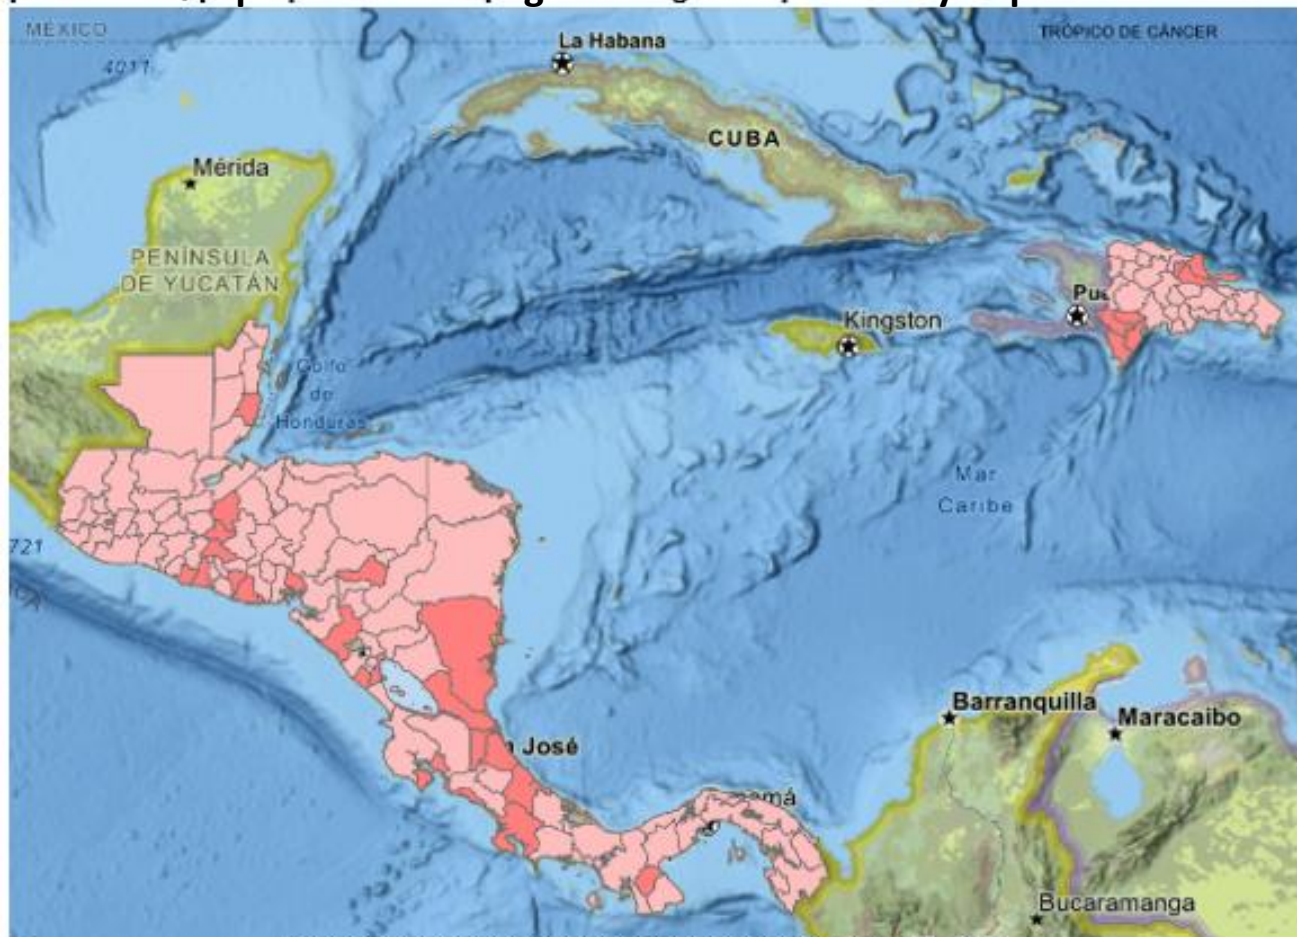 MÉXICO
La Habana
TRÓPICO DE CÁNCER
4011
CUBA
Mérida
PENÍNSULA
DE YUCATÁN
Kingston
Golfo
de
Honduras
Mar
Caribe
721
Barranquilla
Maracaibo
José
Bucaramanga